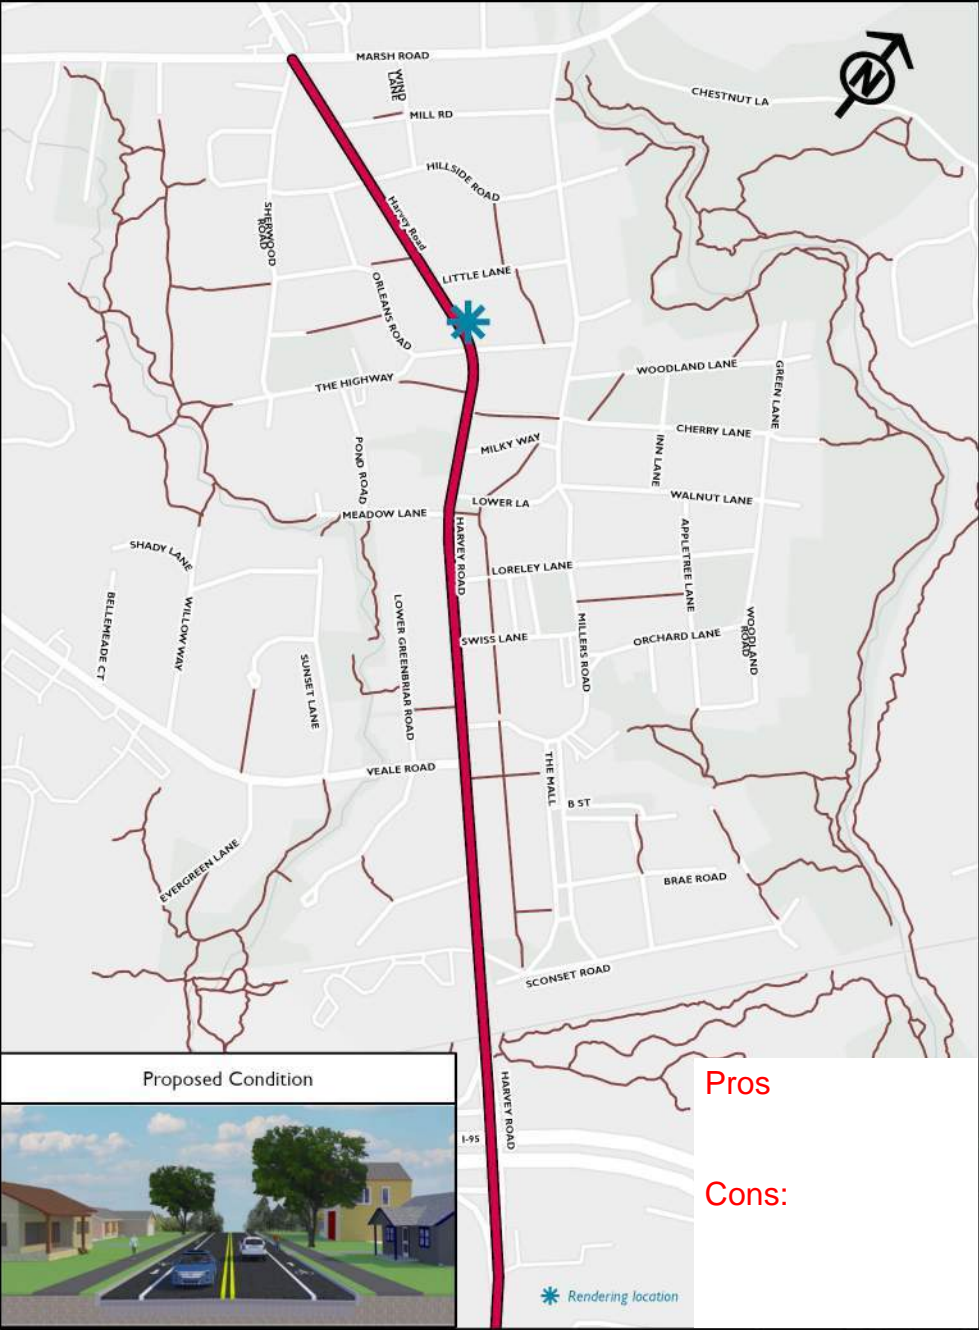 MARSH ROAD
WIND
LANE
N
CHESTNUT LA
MILL RD
HILLSIDE ROAD
SHERWOOD
ROAD
Harvey Road
LITTLE LANE
ORLEANS ROAD
WOODLAND LANE
GREEN LANE
THE HIGHWAY
CHERRY LANE
MILKY WAY
INN LANE
POND ROAD
WALNUT LANE
LOWER LA
MEADOW LANE
HARVEY ROAD
APPLETREE LANE
SHADY LANE
LORELEY LANE
BELLEMEADE CT
WILLOW WAY
LOWER GREENBRIAR ROAD
SWISS LANE
MILLERS ROAD
ORCHARD LANE
WOODLAND
ROAD
SUNSET LANE
VEALE ROAD
THE MALL
B ST
EVERGREEN LANE
BRAE ROAD
SCONSET ROAD
Proposed Condition
HARVEY ROAD
Pros
I-95
Cons:
Rendering location